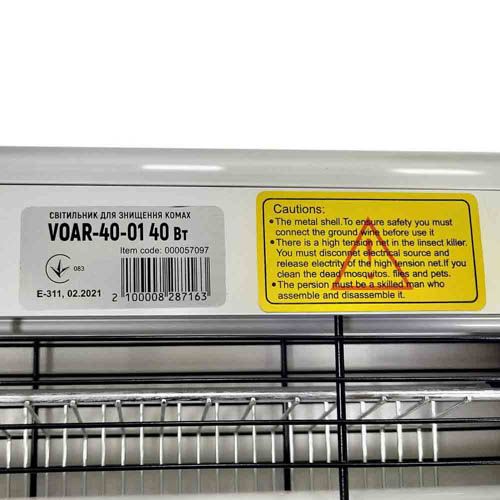 СВІТИЛЬНИК ДЛЯ ЗНИЩЕННЯ КОМАХ
VOAR-40-01 40 Вт
Item code: 000057097
083
E-311, 02.2021
2 100008 287163
Cautions:
The metal shell.To ensure safety you must
connect the ground wine before use it
There is a high tension net in the Iinsect killer.
You must disconnet electrical source and
release electrity of the high tension net.If you
clean the dead mosquitos. flies and pets.
The persion must be a skilled man who
assemble and disassemble it.